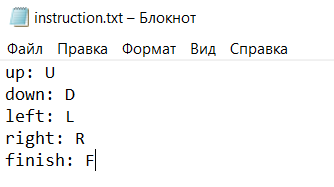 instruction.txt – Блокнот
Файл Правка Формат Вид Справка
up: U
down: D
left: L
right: R
finish: F